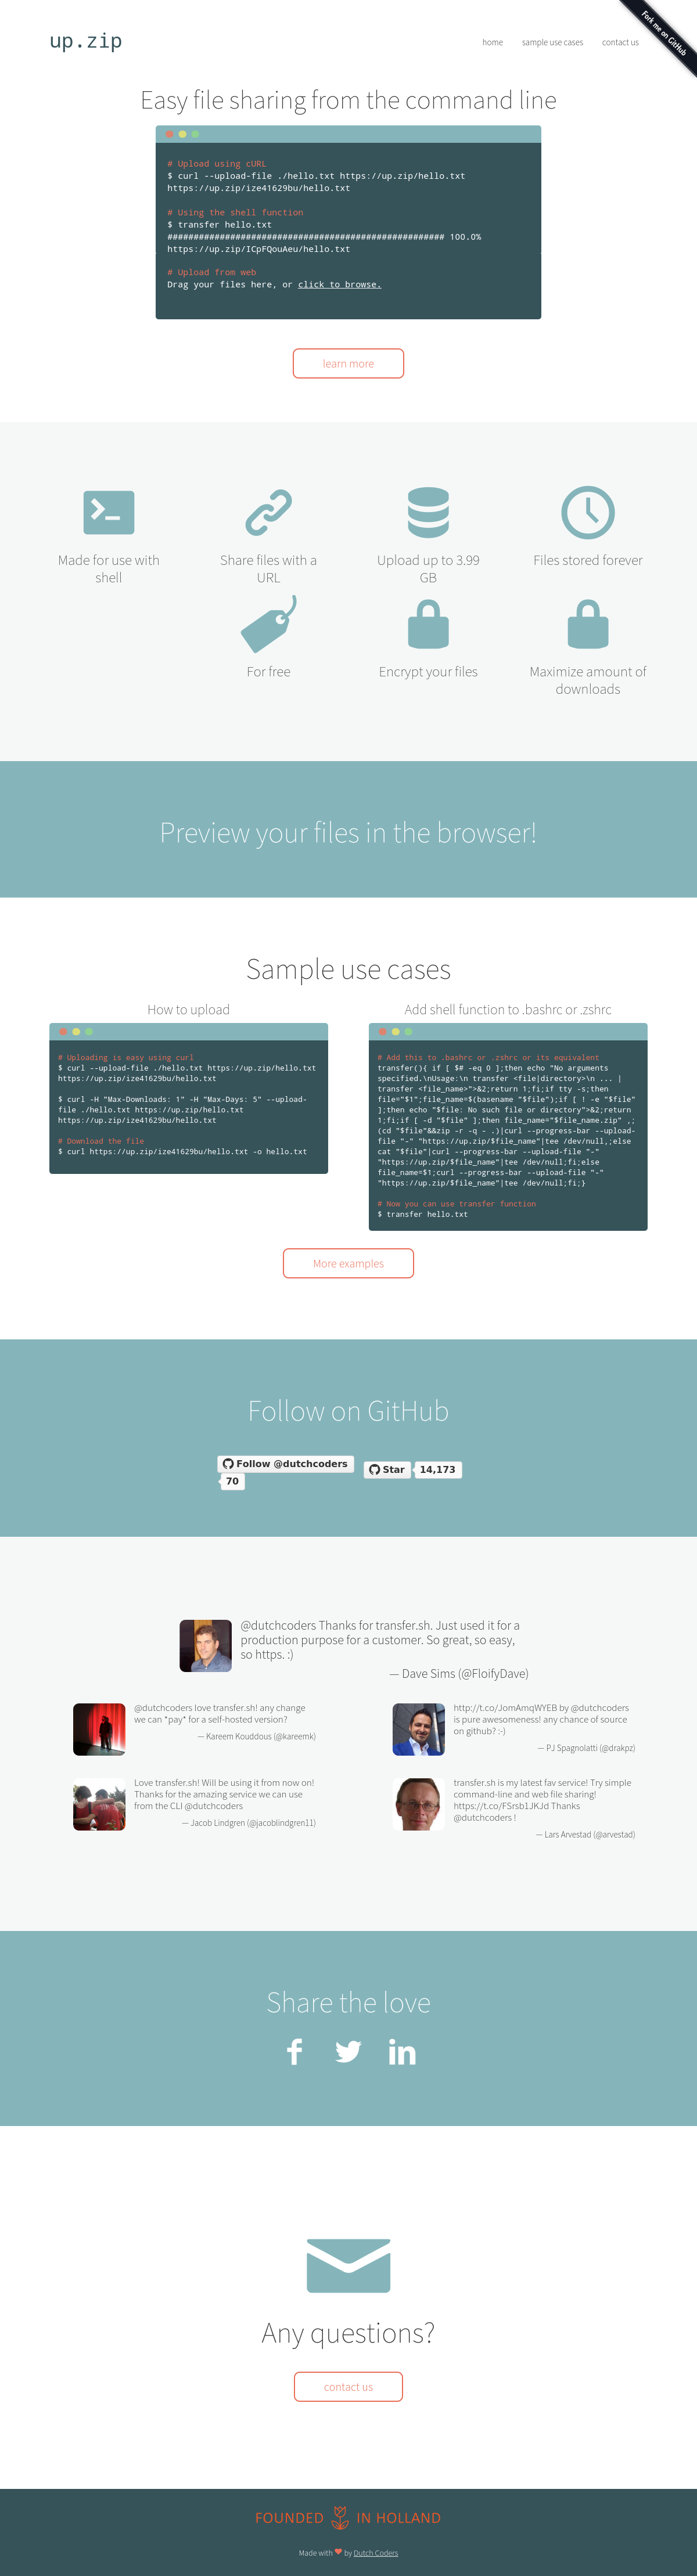 Fork me on GitHub
up.zip
home sample use cases contact us
Easy file sharing from the command line
# Upload using cURL
$ curl --upload-file ./hello.txt https://up.zip/hello.txt
https://up.zip/ize41629bu/hello.txt
# Using the shell function
$ transfer hello.txt
##################################################### 100.0%
https://up.zip/ICpFQouAeu/hello.txt
# Upload from web
Drag your files here, or click to browse.
learn more
Made for use with
shell
Share files with a
URL
Upload up to 3.99
GB
Files stored forever
For free
Encrypt your files
Maximize amount of
downloads
Preview your files in the browser!
Sample use cases
How to upload
# Uploading is easy using curl
$ curl --upload-file ./hello.txt https://up.zip/hello.txt
https://up.zip/ize41629bu/hello.txt
$ curl -H "Max-Downloads: 1" -H "Max-Days: 5" --upload-
file ./hello.txt https://up.zip/hello.txt
https://up.zip/ize41629bu/hello.txt
# Download the file
$ curl https://up.zip/ize41629bu/hello.txt -o hello.txt
Add shell function to .bashrc or .zshrc
# Add this to .bashrc or .zshrc or its equivalent
transfer(){ if [ $# -eq 0 ];then echo "No arguments
specified.\nUsage:\n transfer <file|directory>\n ... |
transfer <file_name>">&2;return 1;fi;if tty -s;then
file="$1";file_name=$(basename "$file");if [ ! -e "$file"
];then echo "$file: No such file or directory">&2;return
1;fi;if [ -d "$file" ];then file_name="$file_name.zip" ,;
(cd "$file"&&zip -r -q - .)|curl --progress-bar --upload-
file "-" "https://up.zip/$file_name"|tee /dev/null,;else
cat "$file"|curl --progress-bar --upload-file "-"
"https://up.zip/$file_name"|tee /dev/null;fi;else
file_name=$1;curl --progress-bar --upload-file "-"
"https://up.zip/$file_name"|tee /dev/null;fi;}
# Now you can use transfer function
$ transfer hello.txt
More examples
Follow on GitHub
Follow @dutchcoders
70
Star 14,173
@dutchcoders Thanks for transfer.sh. Just used it for a
production purpose for a customer. So great, so easy,
so https. :)
— Dave Sims (@FloifyDave)
@dutchcoders love transfer.sh! any change
we can *pay* for a self-hosted version?
— Kareem Kouddous (@kareemk)
http://t.co/JomAmqWYEB by @dutchcoders
is pure awesomeness! any chance of source
on github? :-)
— PJ Spagnolatti (@drakpz)
Love transfer.sh! Will be using it from now on!
Thanks for the amazing service we can use
from the CLI @dutchcoders
— Jacob Lindgren (@jacoblindgren11)
transfer.sh is my latest fav service! Try simple
command-line and web file sharing!
https://t.co/FSrsb1JKJd Thanks
@dutchcoders !
— Lars Arvestad (@arvestad)
Share the love
Any questions?
contact us
FOUNDED IN HOLLAND
Made with by Dutch Coders